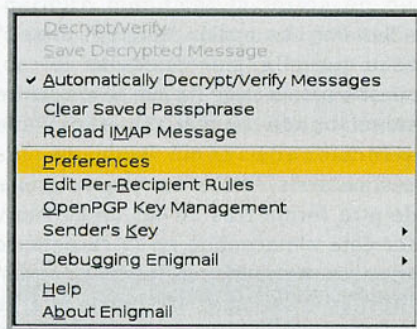 Decrypt/Verify
Save Decrypted Message
Automatically Decrypt/Verify Messages
Clear Saved Passphrase
Reload IMAP Message
Preferences
Edit Per-Recipient Rules
OpenPGP Key Management
Sender's Key
Debugging Enigmail
Help
About Enigmail